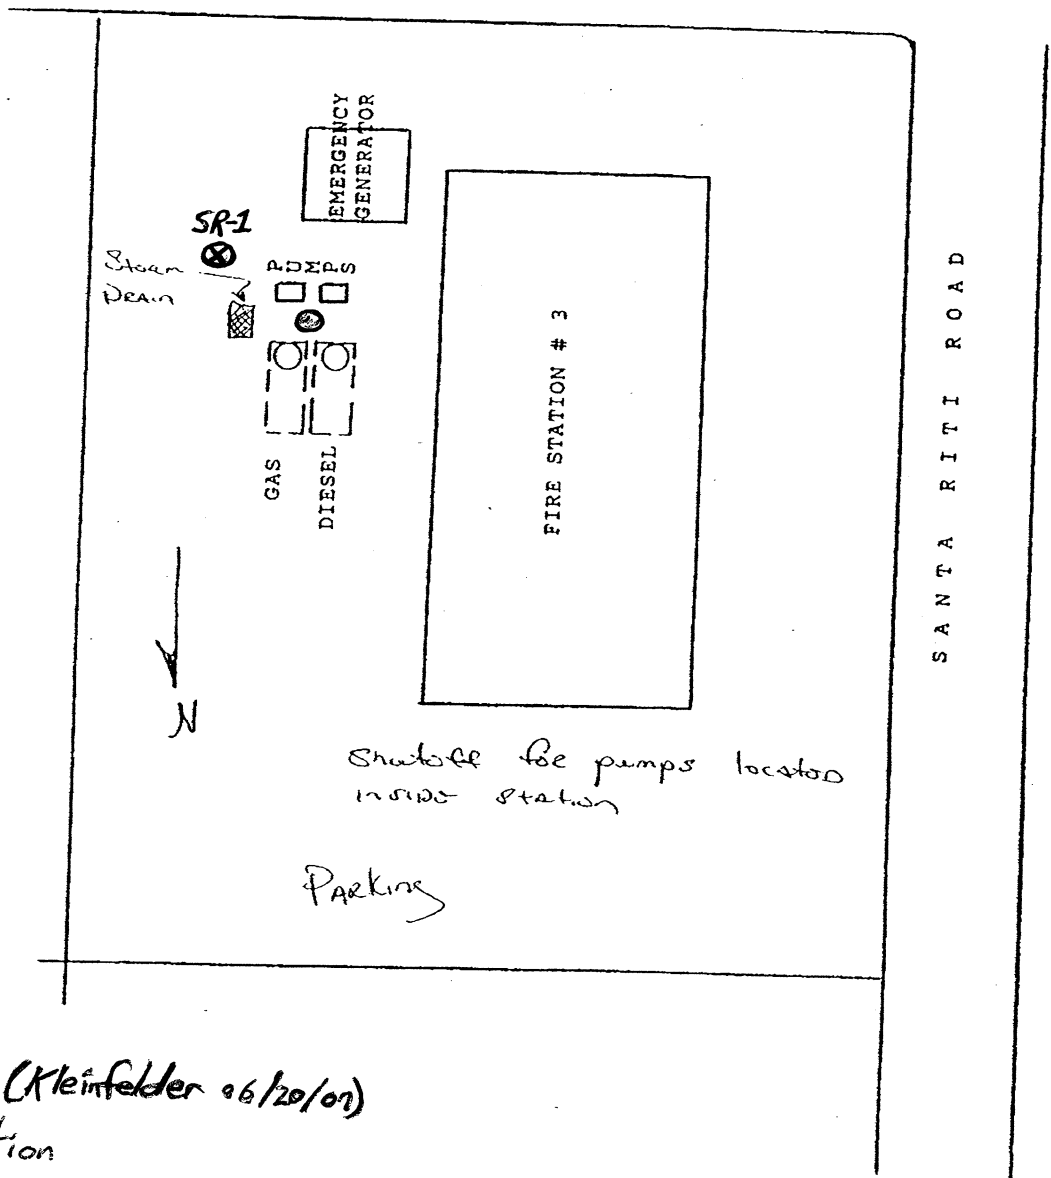 EMERGENCY
GENERATOR
SR-1
Storm
Drain
PUMPS
GAS
DIESEL
FIRE STATION # 3
SANTA RITI ROAD
N
Shutoff for pumps located
inside station
Parking
(Kleinfelder 06/20/07)
tion